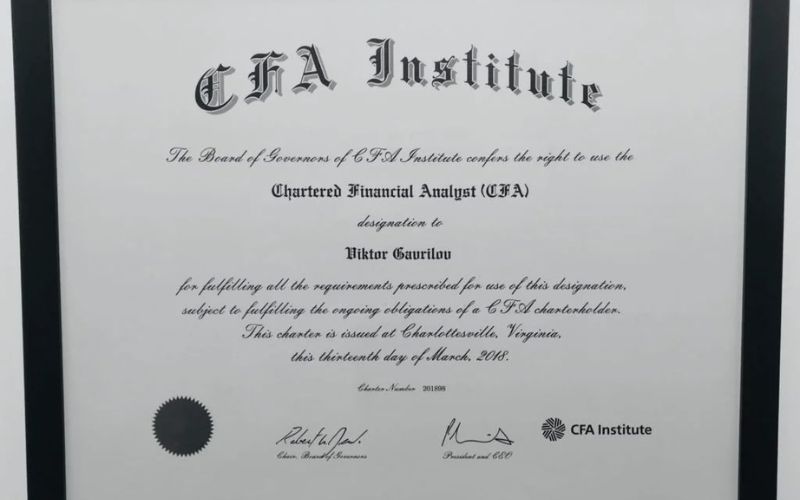 CFA Institute
The Board of Governors of CFA Institute confers the right to use the
Chartered Financial Analyst (CFA)
designation to
Viktor Gavrilov
for fulfilling all the requirements prescribed for use of this designation,
subject to fulfilling the ongoing obligations of a CFA charterholder.
This charter is issued at Charlottesville, Virginia,
this thirteenth day of March, 2018.
Charter Number 201898
Chair, Board of Governors
President and CEO
CFA Institute